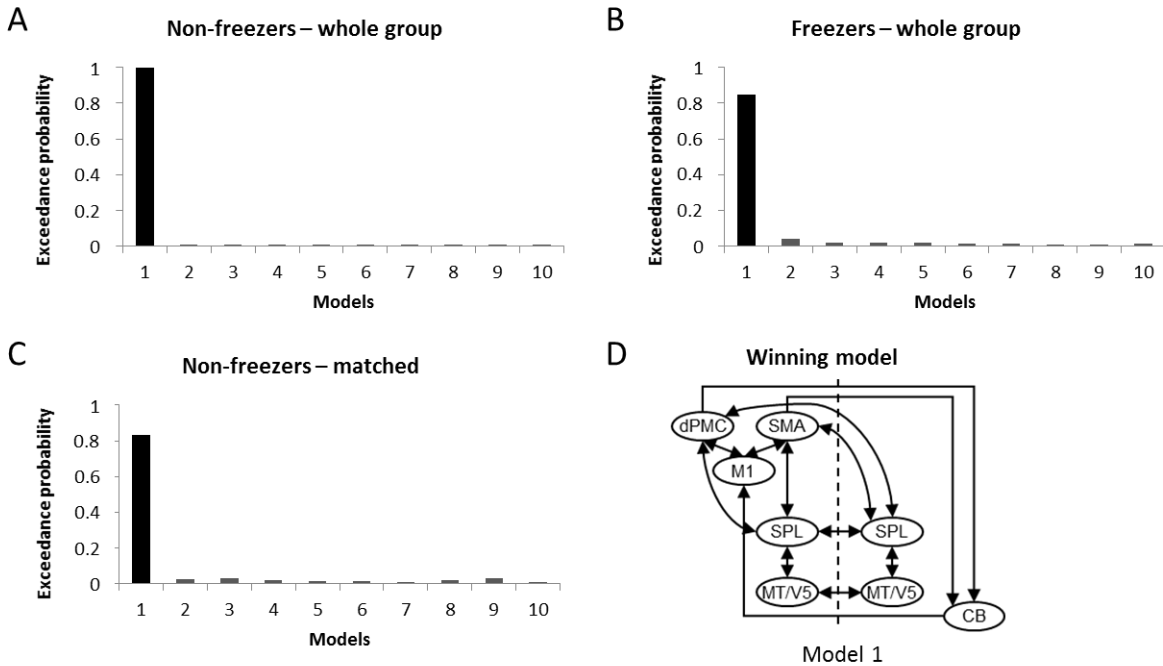 A
Non-freezers – whole group
Exceedance probability
1
0.8
0.6
0.4
0.2
0
1 2 3 4 5 6 7 8 9 10
Models
B
Freezers – whole group
Exceedance probability
1
0.8
0.6
0.4
0.2
0
1 2 3 4 5 6 7 8 9 10
Models
C
Non-freezers – matched
Exceedance probability
1
0.8
0.6
0.4
0.2
0
1 2 3 4 5 6 7 8 9 10
Models
D
Winning model
dPMC SMA
M1
SPL SPL
MT/V5 MT/V5
CB
Model 1